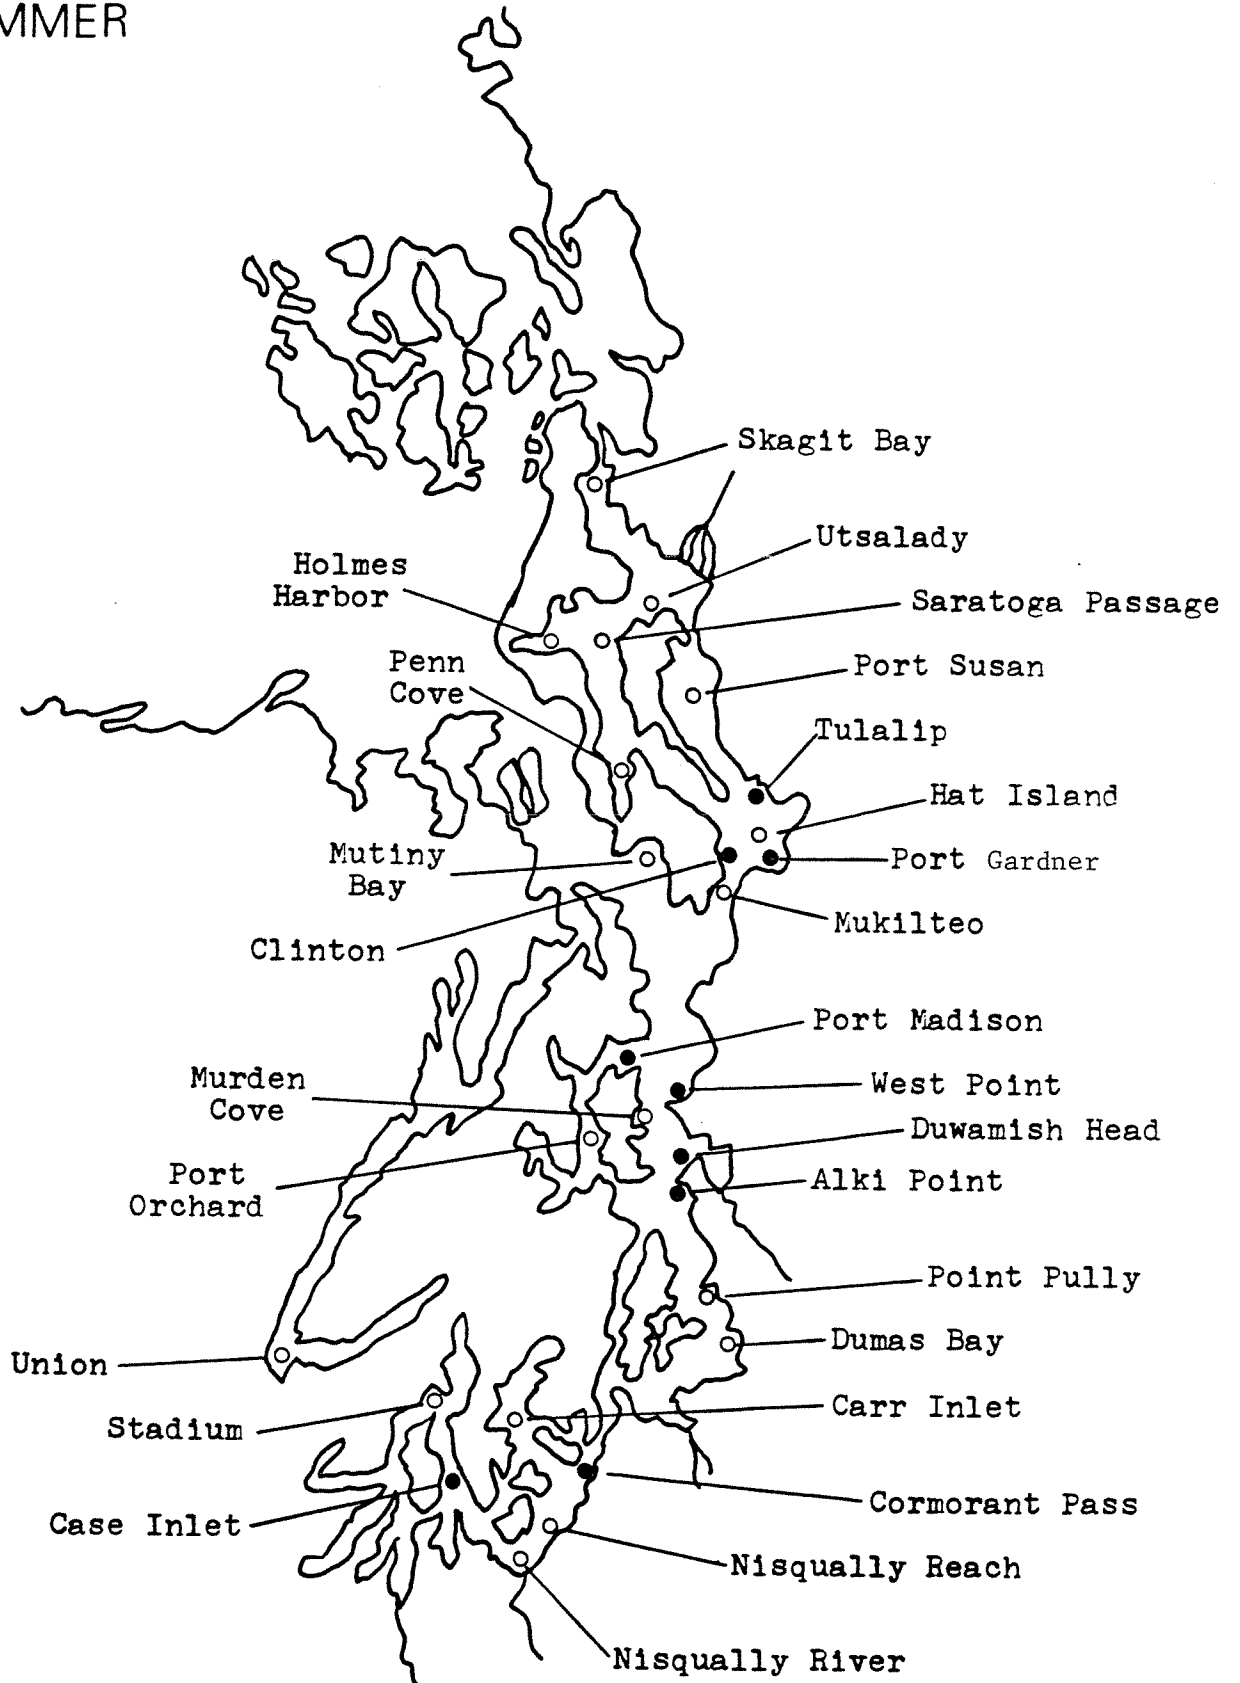 MMER
Skagit Bay
Utsalady
Holmes
Harbor
Saratoga Passage
Penn
Cove
Port Susan
Tulalip
Hat Island
Mutiny
Bay
Port Gardner
Mukilteo
Clinton
Port Madison
Murden
Cove
West Point
Duwamish Head
Port
Orchard
Alki Point
Point Pully
Dumas Bay
Union
Carr Inlet
Stadium
Cormorant Pass
Case Inlet
Nisqually Reach
Nisqually River